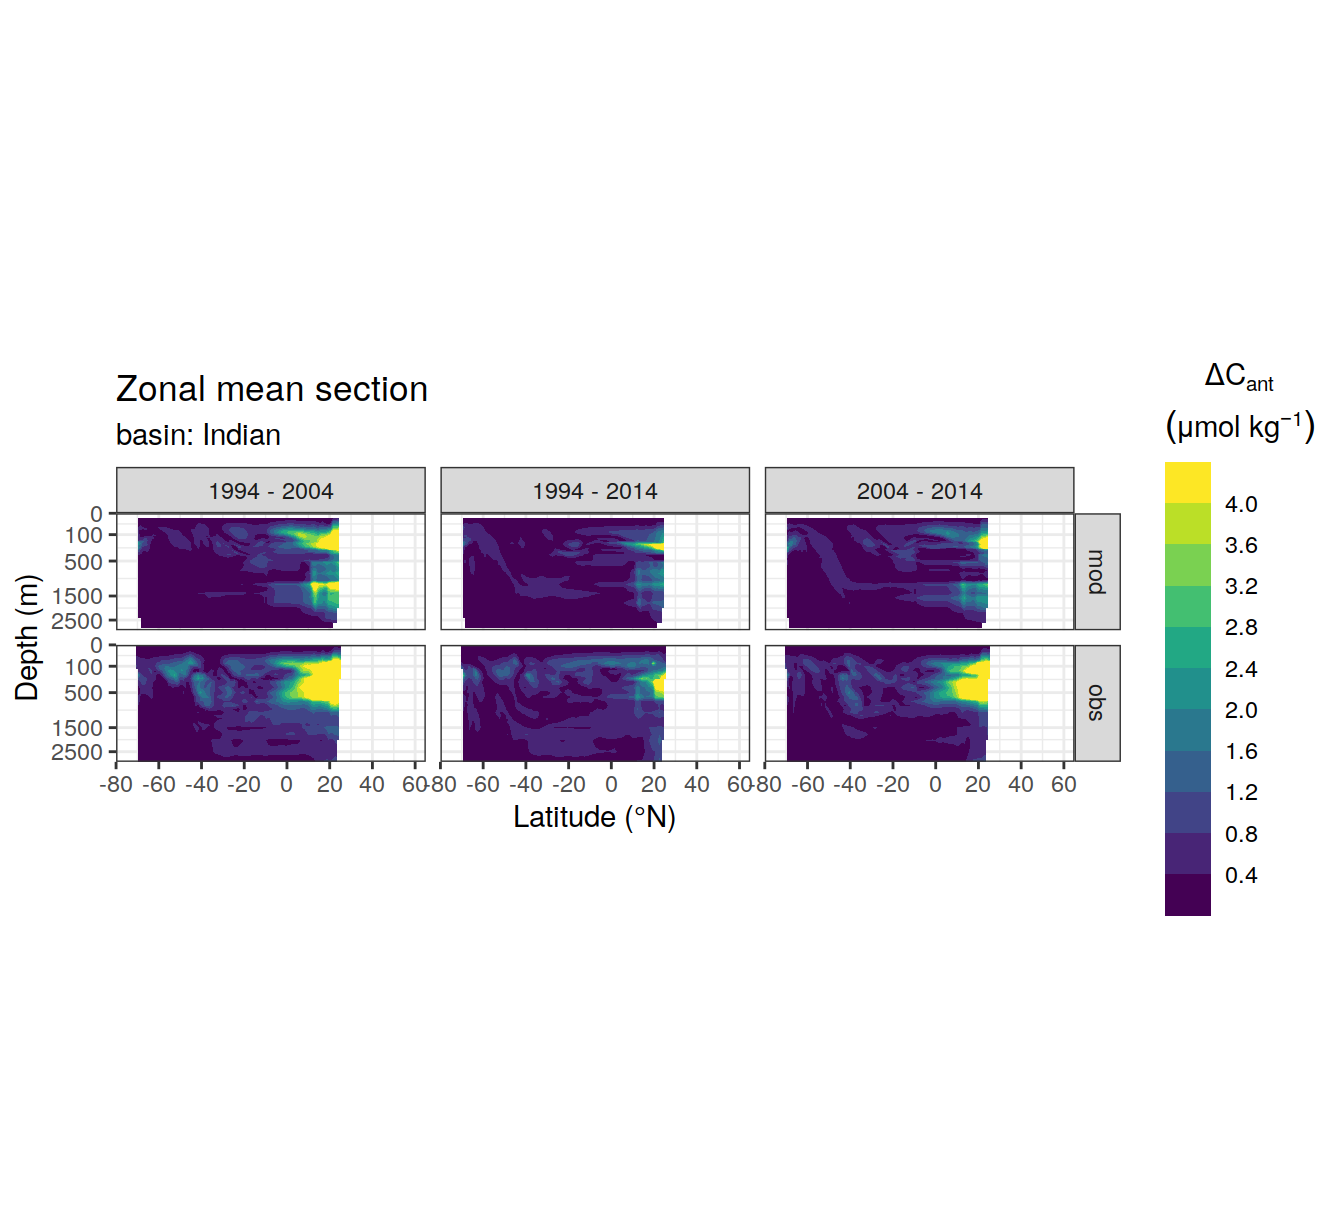 Zonal mean section
basin: Indian
1994 - 2004
1994 - 2014
2004 - 2014
Depth (m)
0
100
500
1500
2500
mod
0
100
500
1500
2500
obs
-80 -60 -40 -20 0 20 40 60
-80 -60 -40 -20 0 20 40 60
-80 -60 -40 -20 0 20 40 60
Latitude (°N)
ΔCant
(μmol kg⁻¹)
4.0
3.6
3.2
2.8
2.4
2.0
1.6
1.2
0.8
0.4